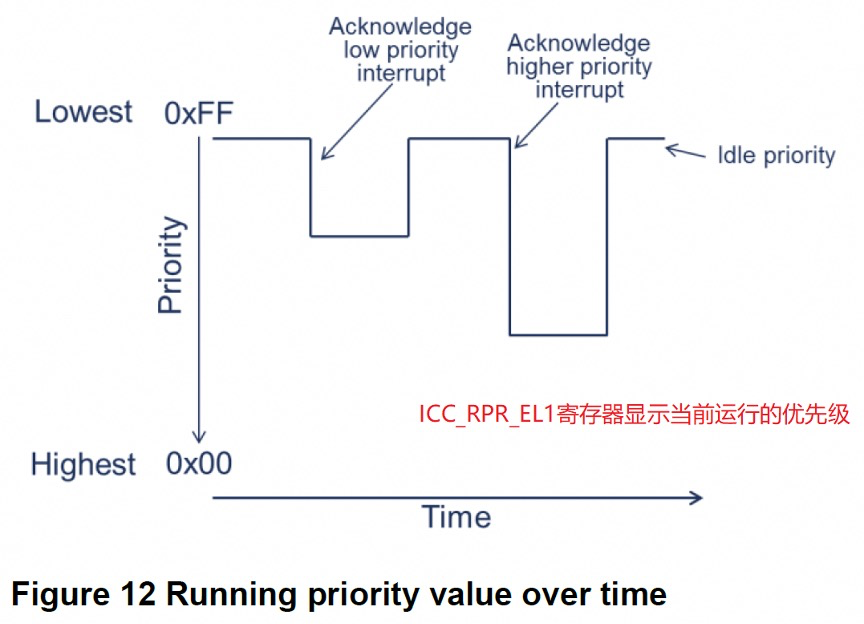 Acknowledge
low priority
interrupt
Acknowledge
higher priority
interrupt
Lowest 0xFF
Idle priority
Priority
ICC_RPR_EL1寄存器显示当前运行的优先级
Highest 0x00
Time
Figure 12 Running priority value over time